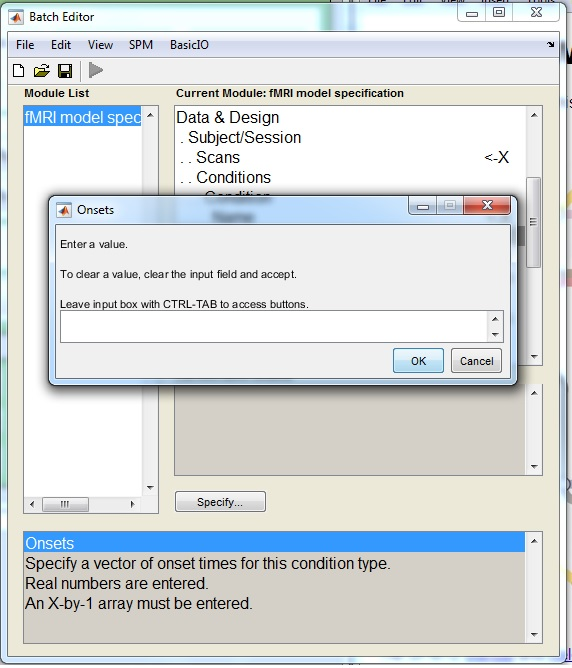 Batch Editor
File Edit View SPM BasicIO
Module List
Current Module: fMRI model specification
fMRI model spec
Data & Design
. Subject/Session
. . Scans <-X
. . Conditions
Condition
Name
Onsets
Enter a value.
To clear a value, clear the input field and accept.
Leave input box with CTRL-TAB to access buttons.
OK Cancel
Specify...
Onsets
Specify a vector of onset times for this condition type.
Real numbers are entered.
An X-by-1 array must be entered.